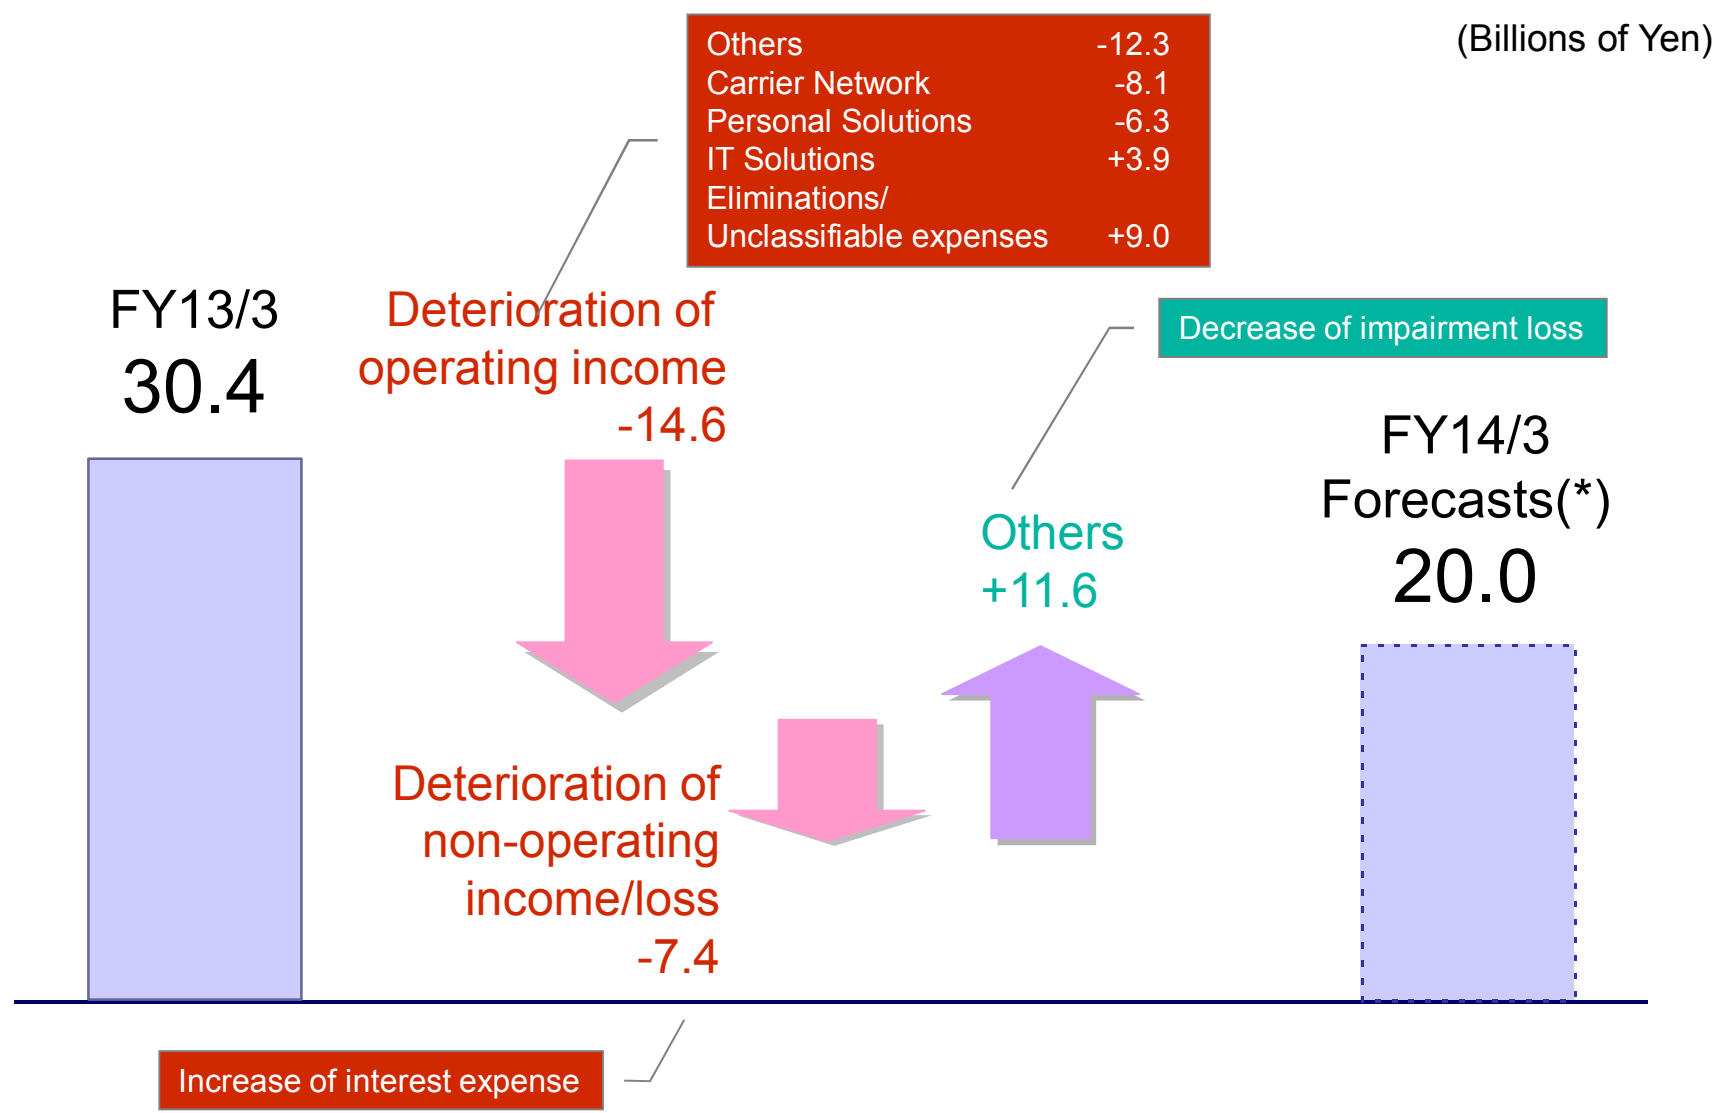 (Billions of Yen)
Others -12.3
Carrier Network -8.1
Personal Solutions -6.3
IT Solutions +3.9
Eliminations/
Unclassifiable expenses +9.0
FY13/3
30.4
Deterioration of
operating income
-14.6
Decrease of impairment loss
Others
+11.6
FY14/3
Forecasts(*)
20.0
Deterioration of
non-operating
income/loss
-7.4
Increase of interest expense